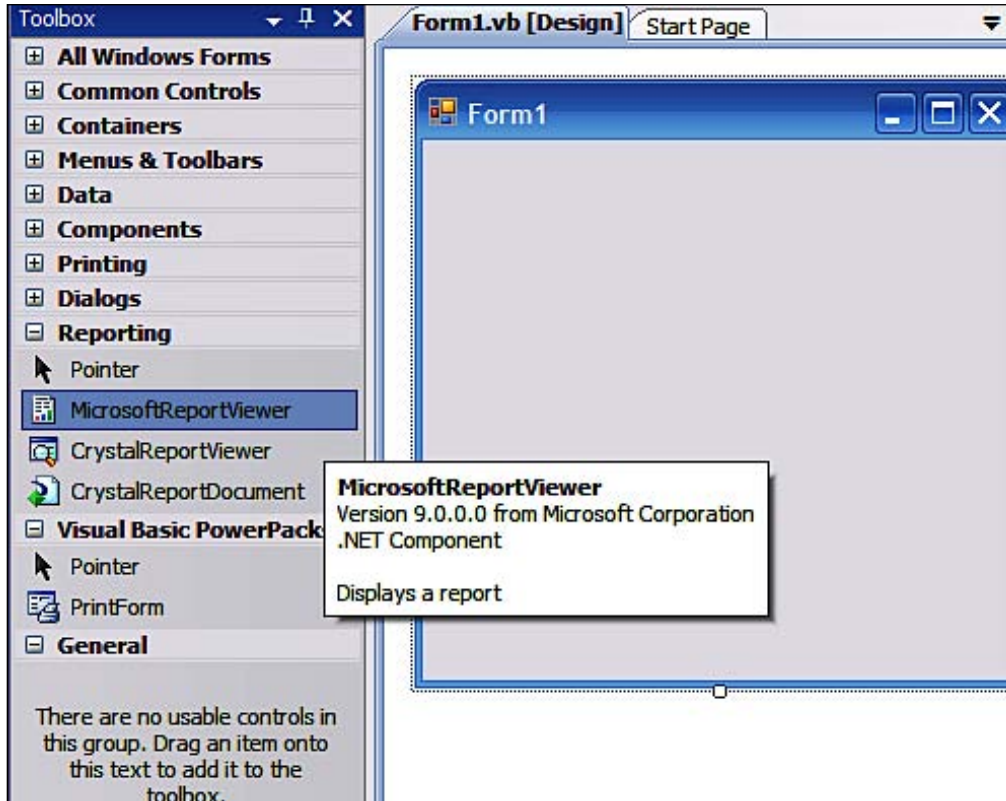 Toolbox
Form1.vb [Design]
Start Page
All Windows Forms
Common Controls
Containers
Menus & Toolbars
Data
Components
Printing
Dialogs
Reporting
Pointer
MicrosoftReportViewer
CrystalReportViewer
CrystalReportDocument
Visual Basic PowerPacks
Pointer
PrintForm
General
There are no usable controls in
this group. Drag an item onto
this text to add it to the
toolbox.
Form1
MicrosoftReportViewer
Version 9.0.0.0 from Microsoft Corporation
.NET Component
Displays a report